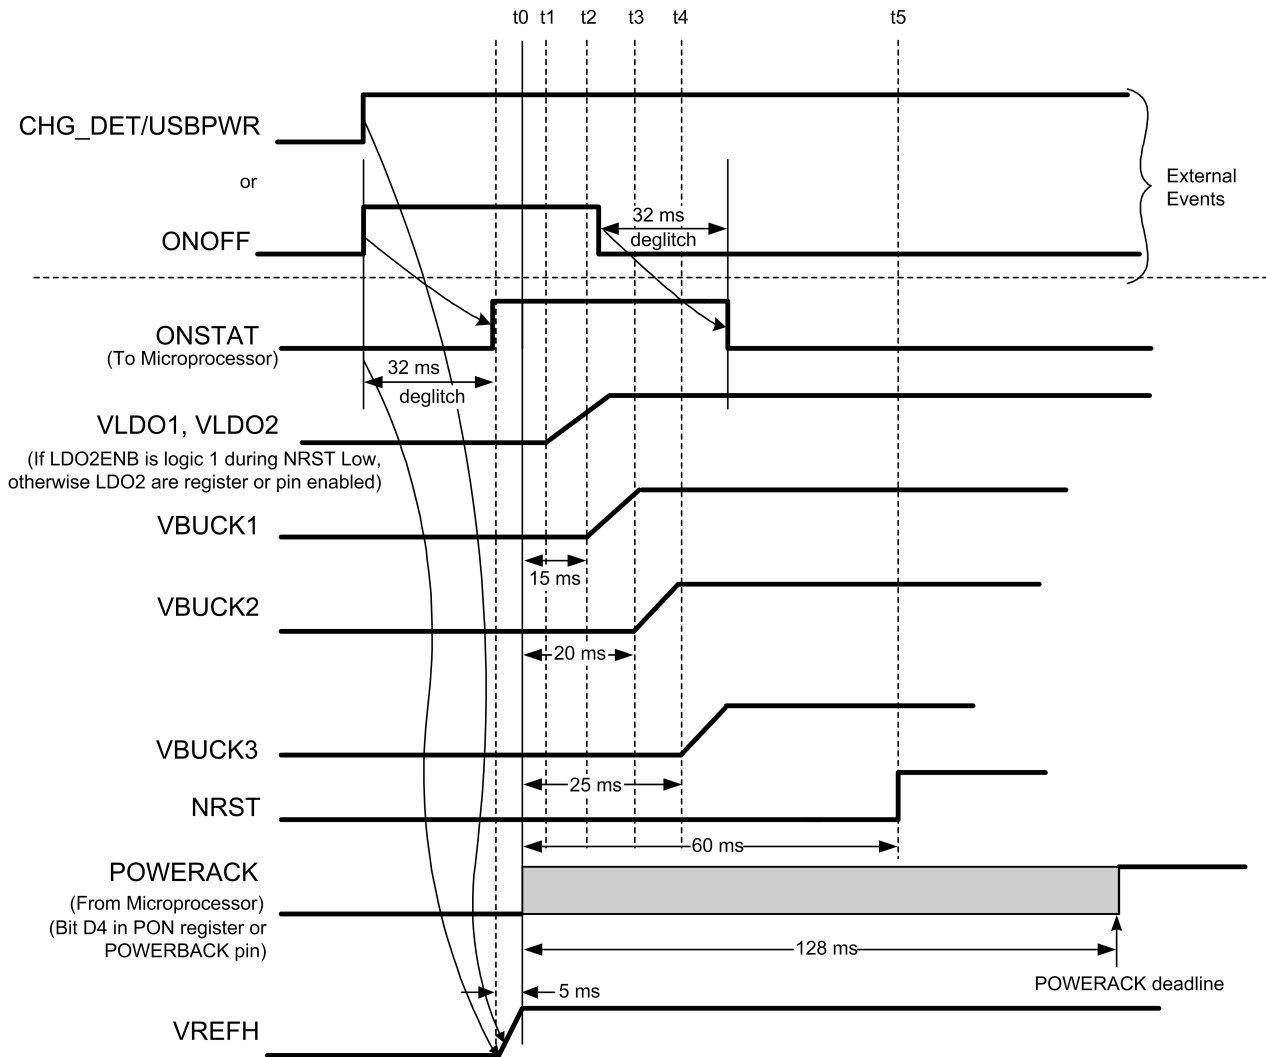 t0 t1 t2 t3 t4 t5
CHG_DET/USBPWR
or
External
Events
ONOFF
32 ms
deglitch
ONSTAT
(To Microprocessor)
32 ms
deglitch
VLDO1, VLDO2
(If LDO2ENB is logic 1 during NRST Low,
otherwise LDO2 are register or pin enabled)
VBUCK1
15 ms
VBUCK2
20 ms
VBUCK3
25 ms
NRST
60 ms
POWERACK
(From Microprocessor)
(Bit D4 in PON register or
POWERBACK pin)
128 ms
POWERACK deadline
5 ms
VREFH